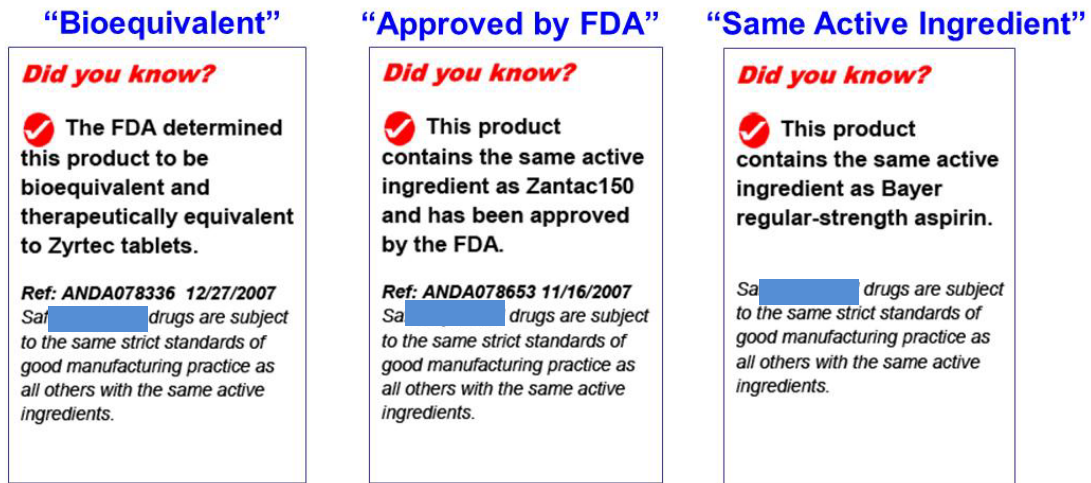 “Bioequivalent”
Did you know?
The FDA determined
this product to be
bioequivalent and
therapeutically equivalent
to Zyrtec tablets.
Ref: ANDA078336 12/27/2007
drugs are subject
to the same strict standards of
good manufacturing practice as
all others with the same active
ingredients.
“Approved by FDA”
Did you know?
This product
contains the same active
ingredient as Zantac150
and has been approved
by the FDA.
Ref: ANDA078653 11/16/2007
drugs are subject
to the same strict standards of
good manufacturing practice as
all others with the same active
ingredients.
“Same Active Ingredient”
Did you know?
This product
contains the same active
ingredient as Bayer
regular-strength aspirin.
drugs are subject
to the same strict standards of
good manufacturing practice as
all others with the same active
ingredients.